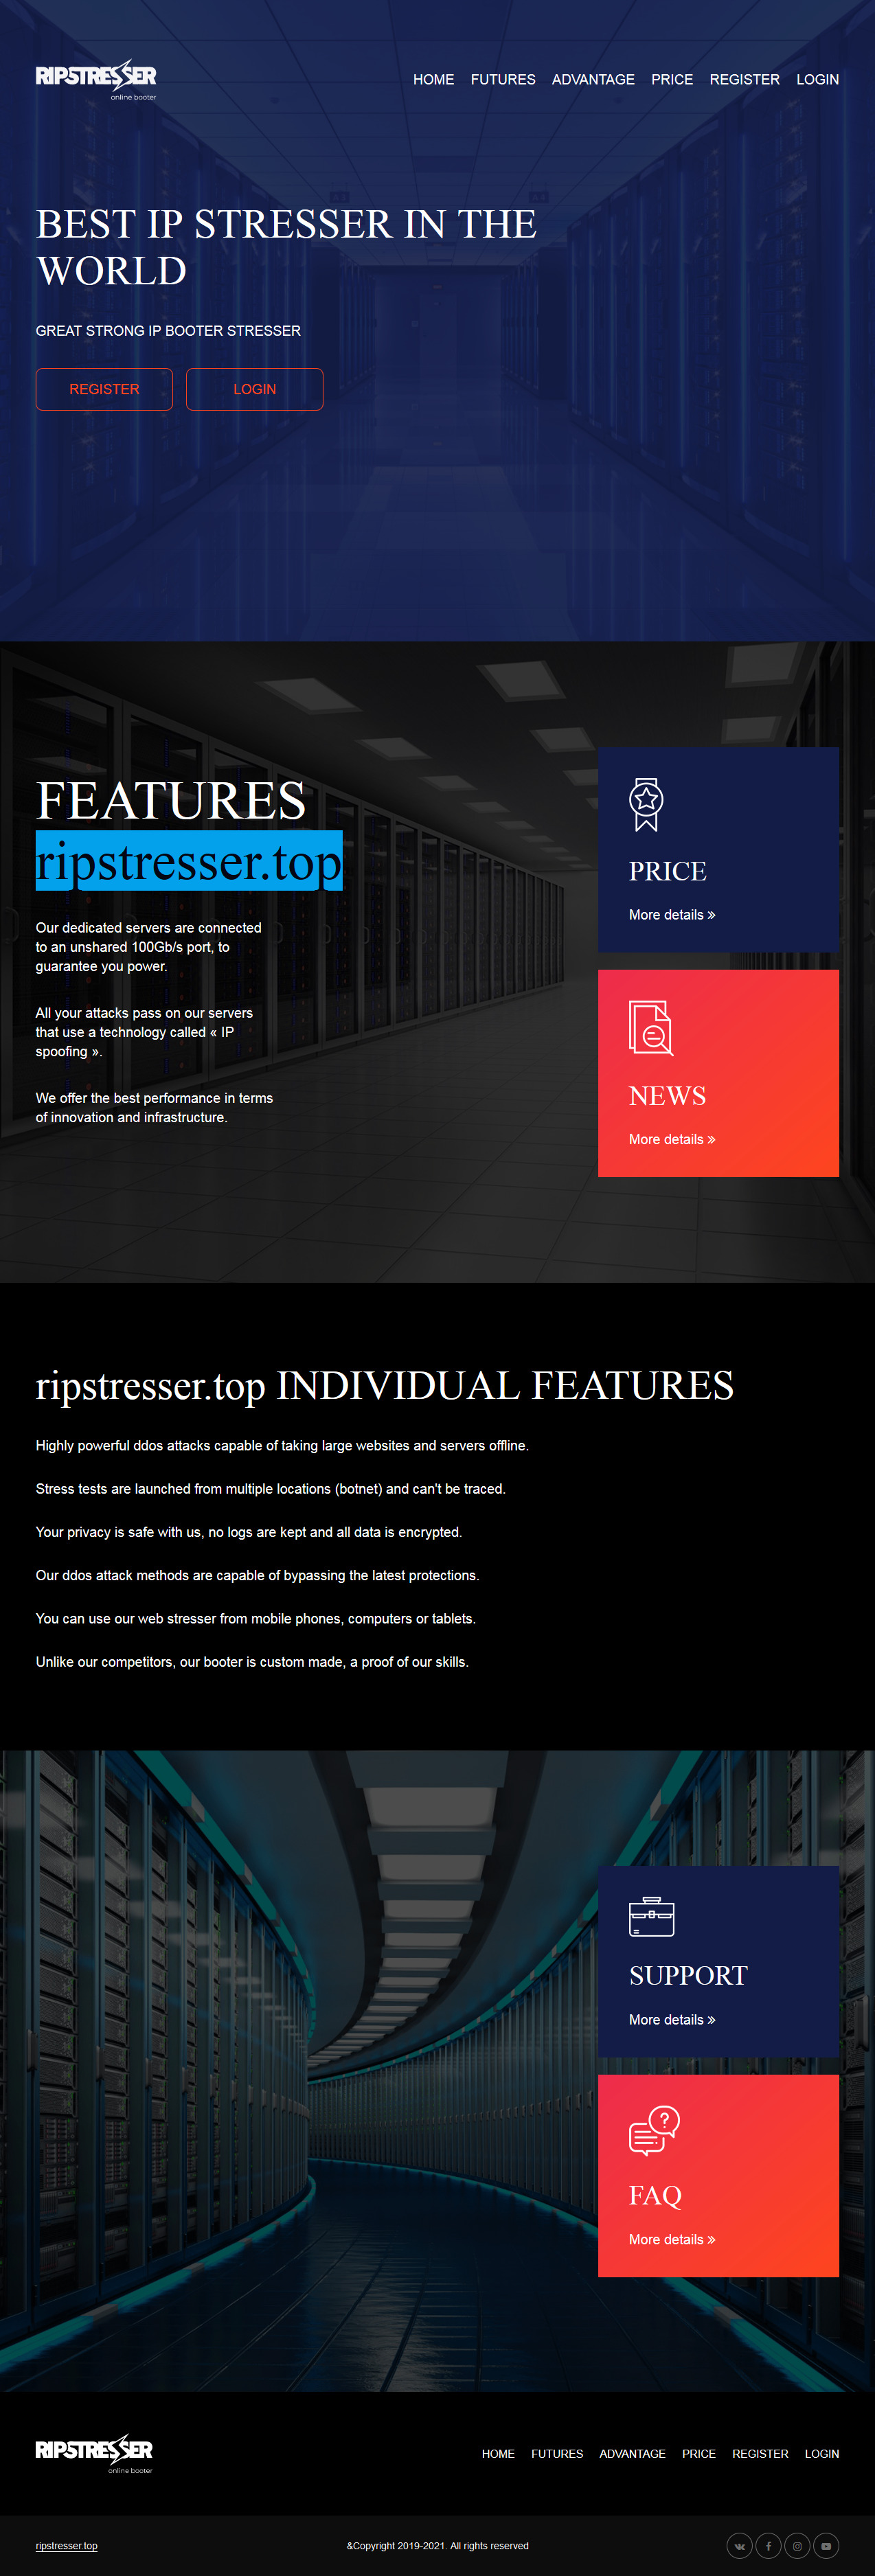 RIPSTRESSER
online booter
HOME FUTURES ADVANTAGE PRICE REGISTER LOGIN
BEST IP STRESSER IN THE
WORLD
GREAT STRONG IP BOOTER STRESSER
REGISTER LOGIN
FEATURES
ripstresser.top
Our dedicated servers are connected
to an unshared 100Gb/s port, to
guarantee you power.
All your attacks pass on our servers
that use a technology called « IP
spoofing ».
We offer the best performance in terms
of innovation and infrastructure.
PRICE
More details »
NEWS
More details »
ripstresser.top INDIVIDUAL FEATURES
Highly powerful ddos attacks capable of taking large websites and servers offline.
Stress tests are launched from multiple locations (botnet) and can't be traced.
Your privacy is safe with us, no logs are kept and all data is encrypted.
Our ddos attack methods are capable of bypassing the latest protections.
You can use our web stresser from mobile phones, computers or tablets.
Unlike our competitors, our booter is custom made, a proof of our skills.
SUPPORT
More details »
FAQ
More details »
RIPSTRESSER
online booter
HOME FUTURES ADVANTAGE PRICE REGISTER LOGIN
ripstresser.top
&Copyright 2019-2021. All rights reserved